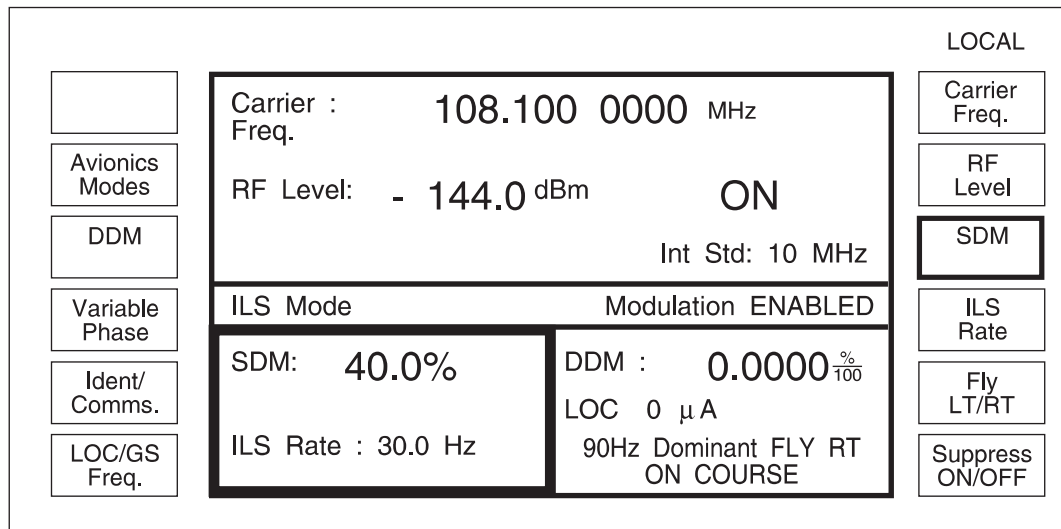 LOCAL
Avionics
Modes
DDM
Variable
Phase
Ident/
Comms.
LOC/GS
Freq.
Carrier : 108.100 0000 MHz
Freq.
RF Level: - 144.0 dBm ON
Int Std: 10 MHz
ILS Mode Modulation ENABLED
SDM: 40.0%
ILS Rate : 30.0 Hz
DDM : 0.0000 %/100
LOC 0 μA
90Hz Dominant FLY RT
ON COURSE
Carrier
Freq.
RF
Level
SDM
ILS
Rate
Fly
LT/RT
Suppress
ON/OFF